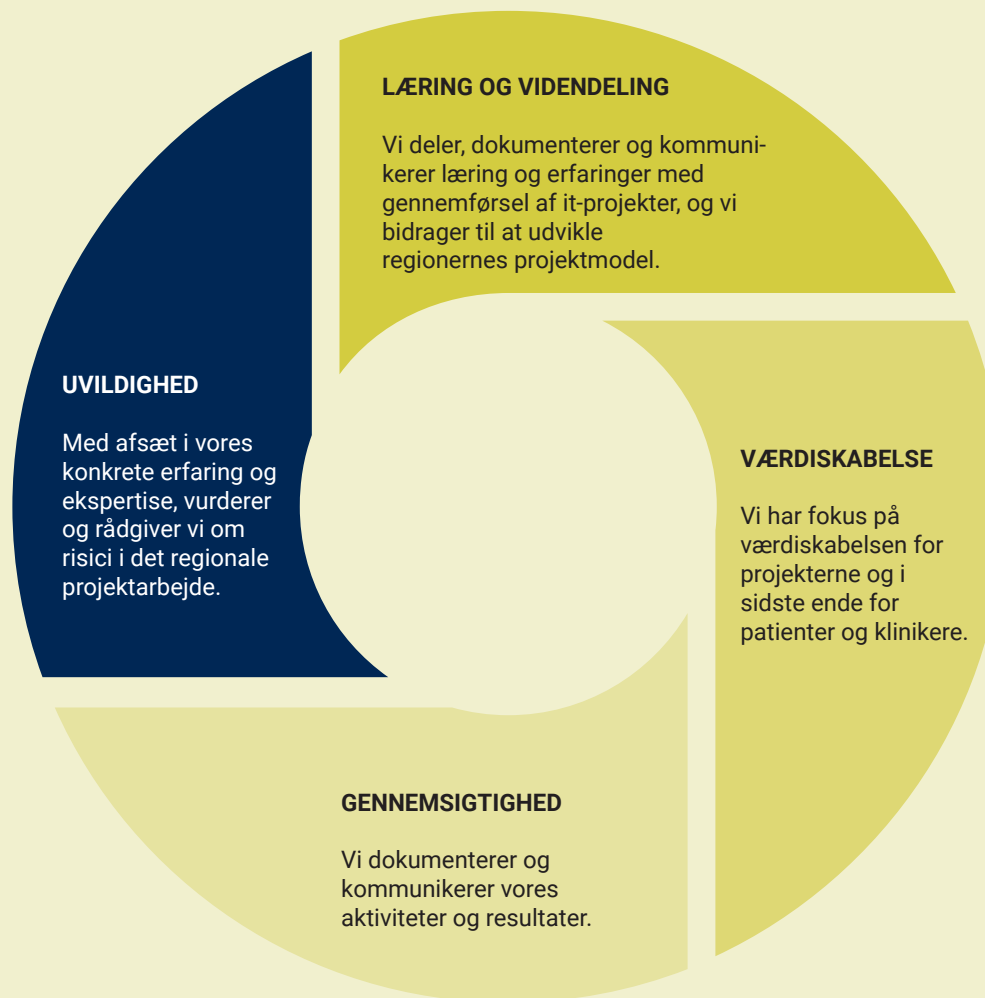 LÆRING OG VIDENDELING
Vi deler, dokumenterer og kommuni-
kerer læring og erfaringer med
gennemførsel af it-projekter, og vi
bidrager til at udvikle
regionernes projektmodel.
UVILDIGHED
Med afsæt i vores
konkrete erfaring og
ekspertise, vurderer
og rådgiver vi om
risici i det regionale
projektarbejde.
VÆRDISKABELSE
Vi har fokus på
værdiskabelsen for
projekterne og i
sidste ende for
patienter og klinikere.
GENNEMSIGTIGHED
Vi dokumenterer og
kommunikerer vores
aktiviteter og resultater.